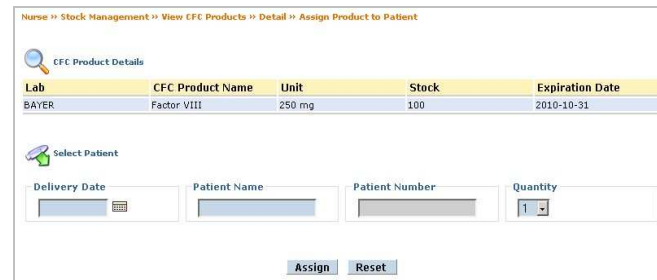 Nurse » Stock Management » View CFC Products » Detail » Assign Product to Patient
CFC Product Details
Lab CFC Product Name Unit Stock Expiration Date
BAYER Factor VIII 250 mg 100 2010-10-31
Select Patient
Delivery Date Patient Name Patient Number Quantity
1
Assign Reset